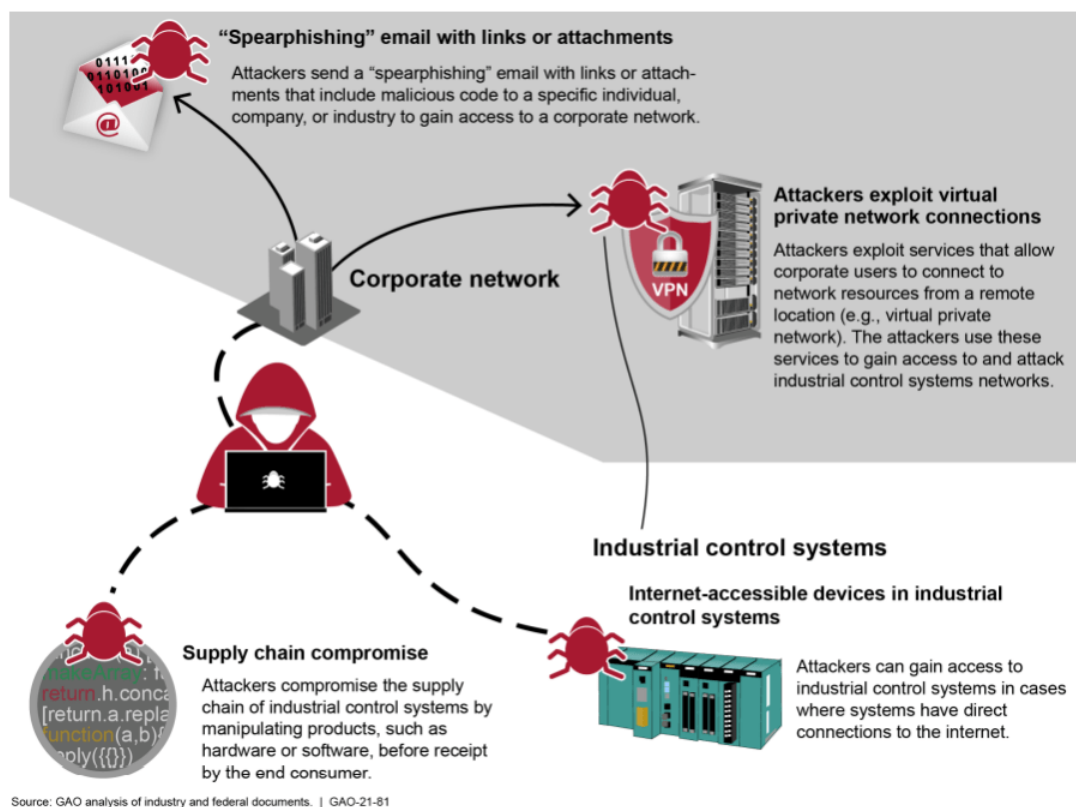 “Spearphishing” email with links or attachments
Attackers send a “spearphishing” email with links or attach-
ments that include malicious code to a specific individual,
company, or industry to gain access to a corporate network.
01110
0110100
101001
@
Attackers exploit virtual
private network connections
Attackers exploit services that allow
corporate users to connect to
network resources from a remote
location (e.g., virtual private
network). The attackers use these
services to gain access to and attack
industrial control systems networks.
VPN
Corporate network
Industrial control systems
Internet-accessible devices in industrial
control systems
Attackers can gain access to
industrial control systems in cases
where systems have direct
connections to the internet.
Supply chain compromise
Attackers compromise the supply
chain of industrial control systems by
manipulating products, such as
hardware or software, before receipt
by the end consumer.
return.h.conca
[return.a.repla
function(a,b){
ply({{}})
Source: GAO analysis of industry and federal documents. | GAO-21-81